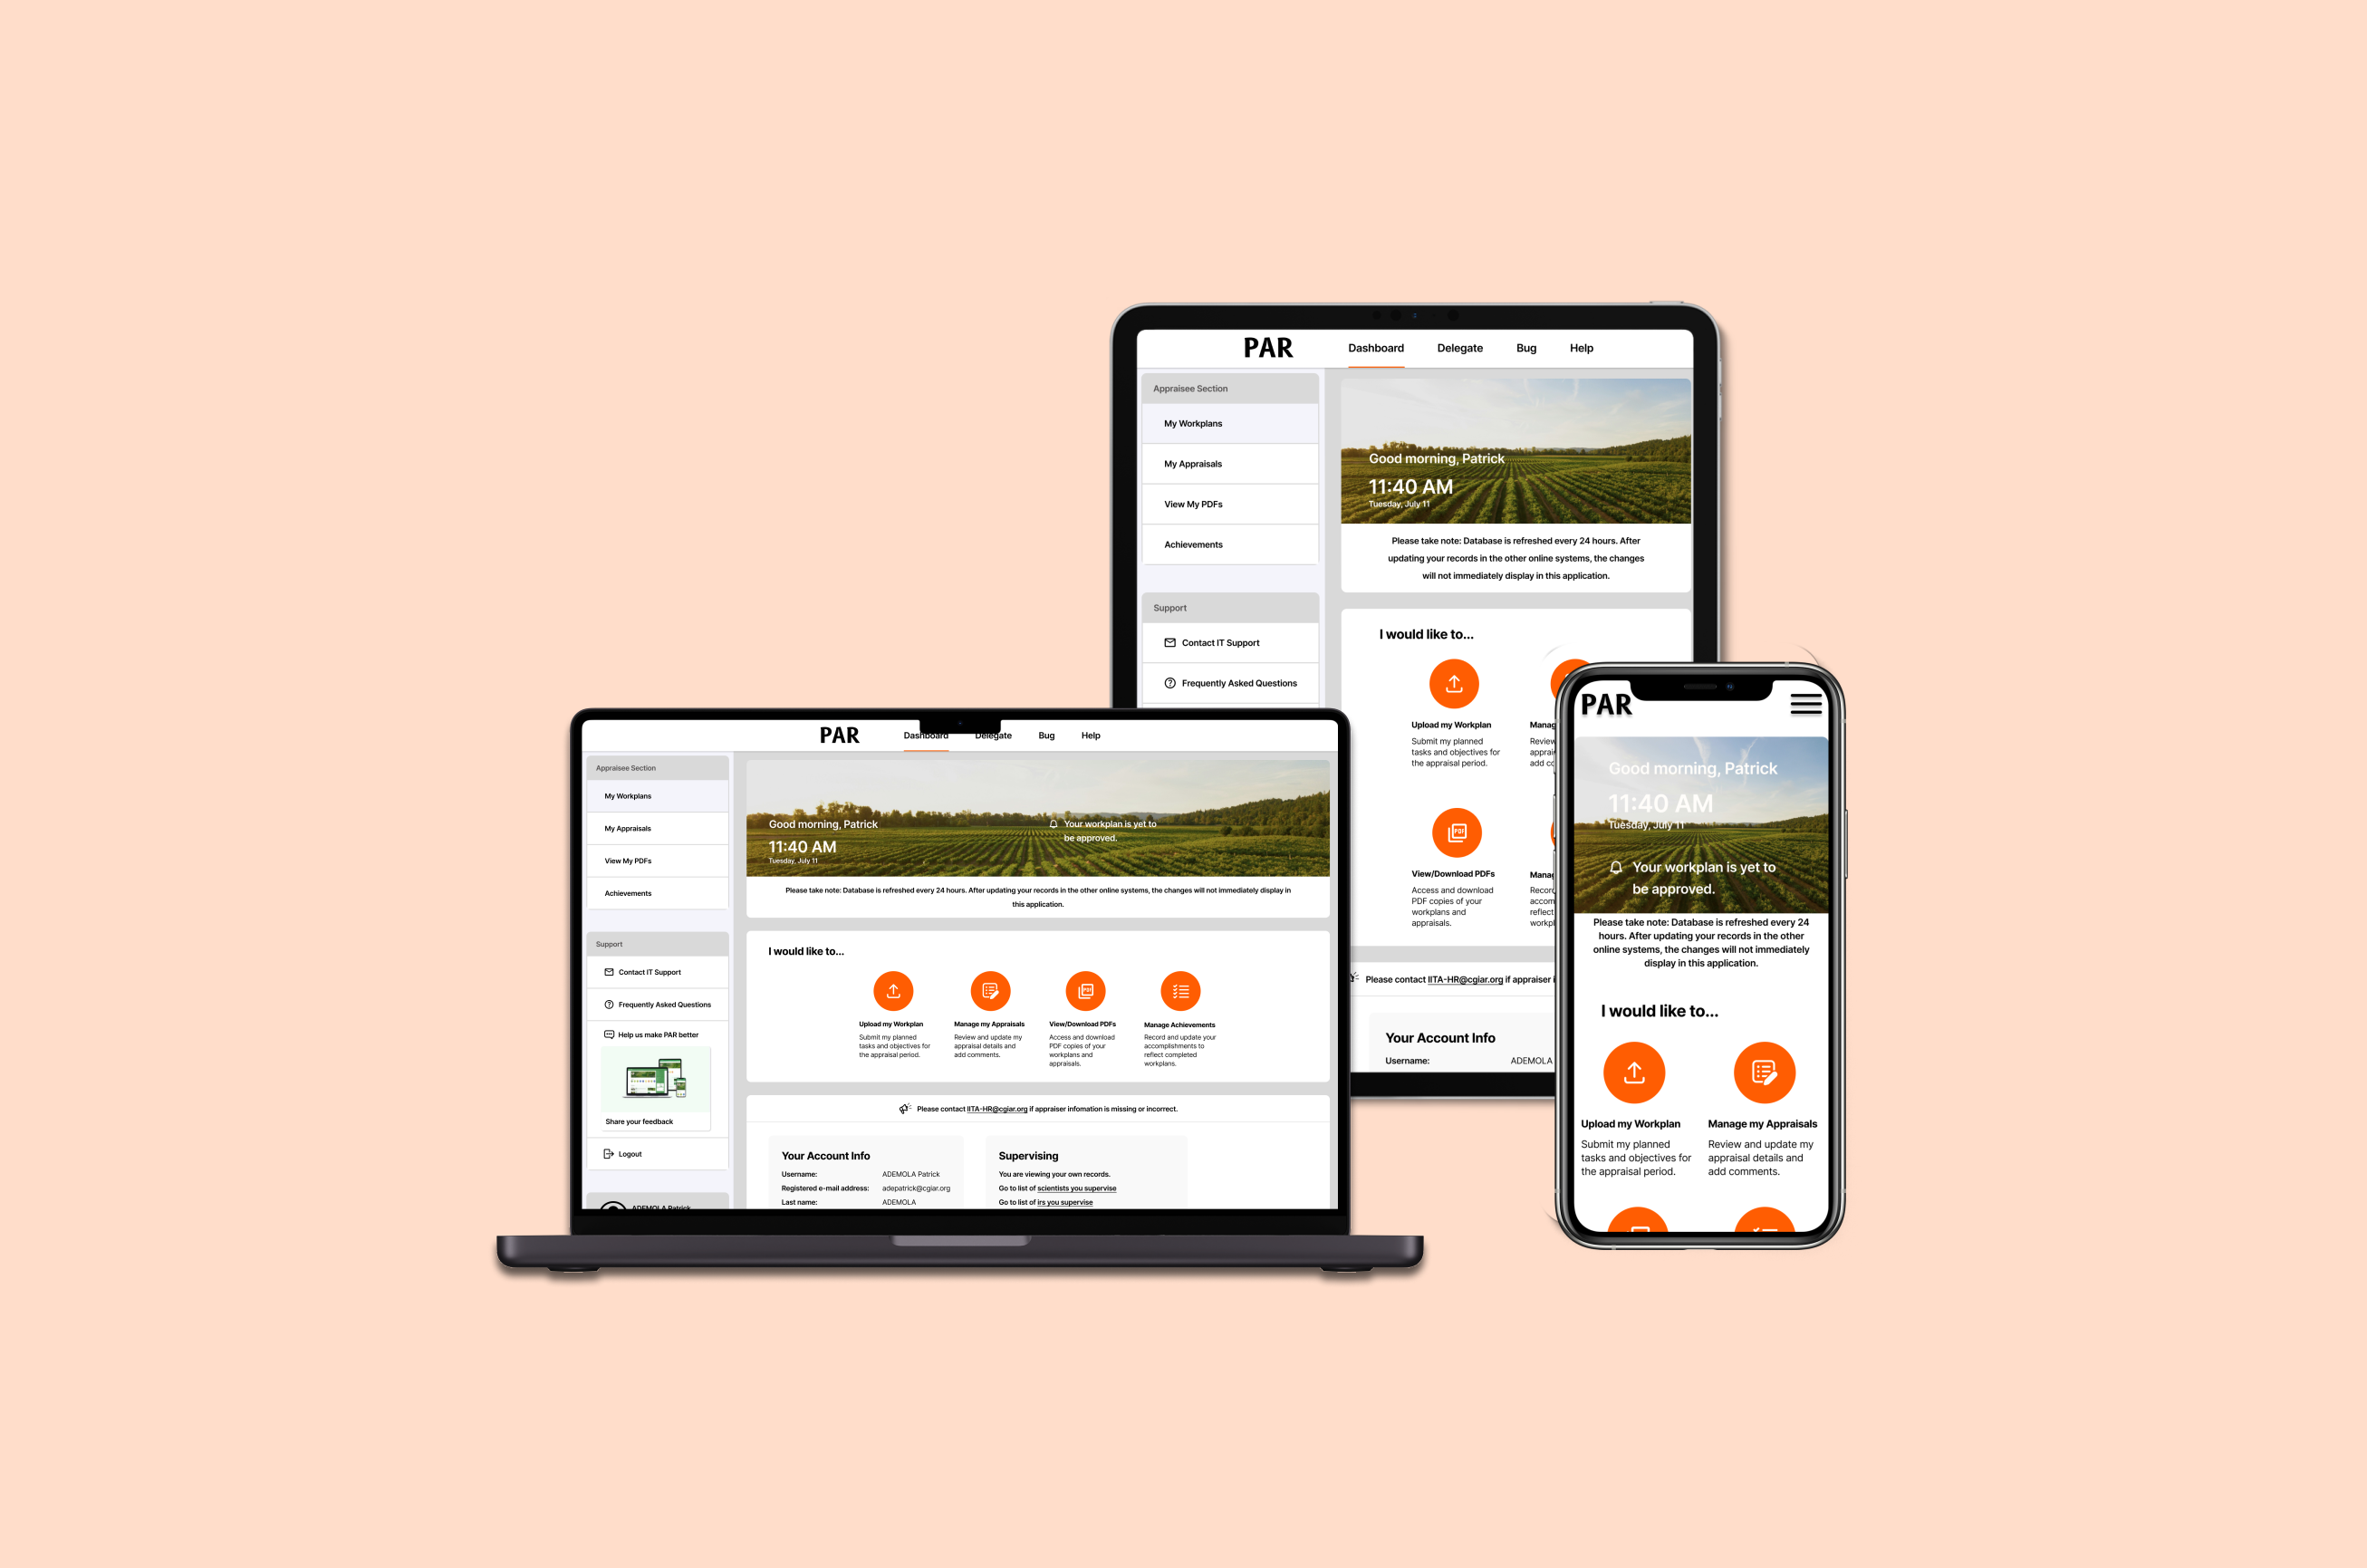 PAR
Dashboard
Delegate
Bug
Help
Appraisee Section
My Workplans
My Appraisals
View My PDFs
Achievements
Support
Contact IT Support
Frequently Asked Questions
Good morning, Patrick
11:40 AM
Tuesday, July 11
Please take note: Database is refreshed every 24 hours. After
updating your records in the other online systems, the changes
will not immediately display in this application.
I would like to...
Upload my Workplan
Submit my planned
tasks and objectives for
the appraisal period.
Manag
Review
apprai
add co
PDF
View/Download PDFs
Access and download
PDF copies of your
workplans and
appraisals.
Manag
Record
accom
reflect
workpl
Please contact IITA-HR@cgiar.org if appraiser i
Your Account Info
Username:
ADEMOLA
PAR
Dashboard
Delegate
Bug
Help
Appraisee Section
My Workplans
My Appraisals
View My PDFs
Achievements
Support
Contact IT Support
Frequently Asked Questions
Help us make PAR better
Share your feedback
Logout
ADEMOLA Patrick
Good morning, Patrick
11:40 AM
Tuesday, July 11
Your workplan is yet to
be approved.
Please take note: Database is refreshed every 24 hours. After updating your records in the other online systems, the changes will not immediately display in
this application.
I would like to...
Upload my Workplan
Submit my planned
tasks and objectives for
the appraisal period.
Manage my Appraisals
Review and update my
appraisal details and
add comments.
PDF
View/Download PDFs
Access and download
PDF copies of your
workplans and
appraisals.
Manage Achievements
Record and update your
accomplishments to
reflect completed
workplans.
Please contact IITA-HR@cgiar.org if appraiser infomation is missing or incorrect.
Your Account Info
Username:
ADEMOLA Patrick
Registered e-mail address:
adepatrick@cgiar.org
Last name:
ADEMOLA
Supervising
You are viewing your own records.
Go to list of scientists you supervise
Go to list of irs you supervise
PAR
Good morning, Patrick
11:40 AM
Tuesday, July 11
Your workplan is yet to
be approved.
Please take note: Database is refreshed every 24
hours. After updating your records in the other
online systems, the changes will not immediately
display in this application.
I would like to...
Upload my Workplan
Submit my planned
tasks and objectives for
the appraisal period.
Manage my Appraisals
Review and update my
appraisal details and
add comments.